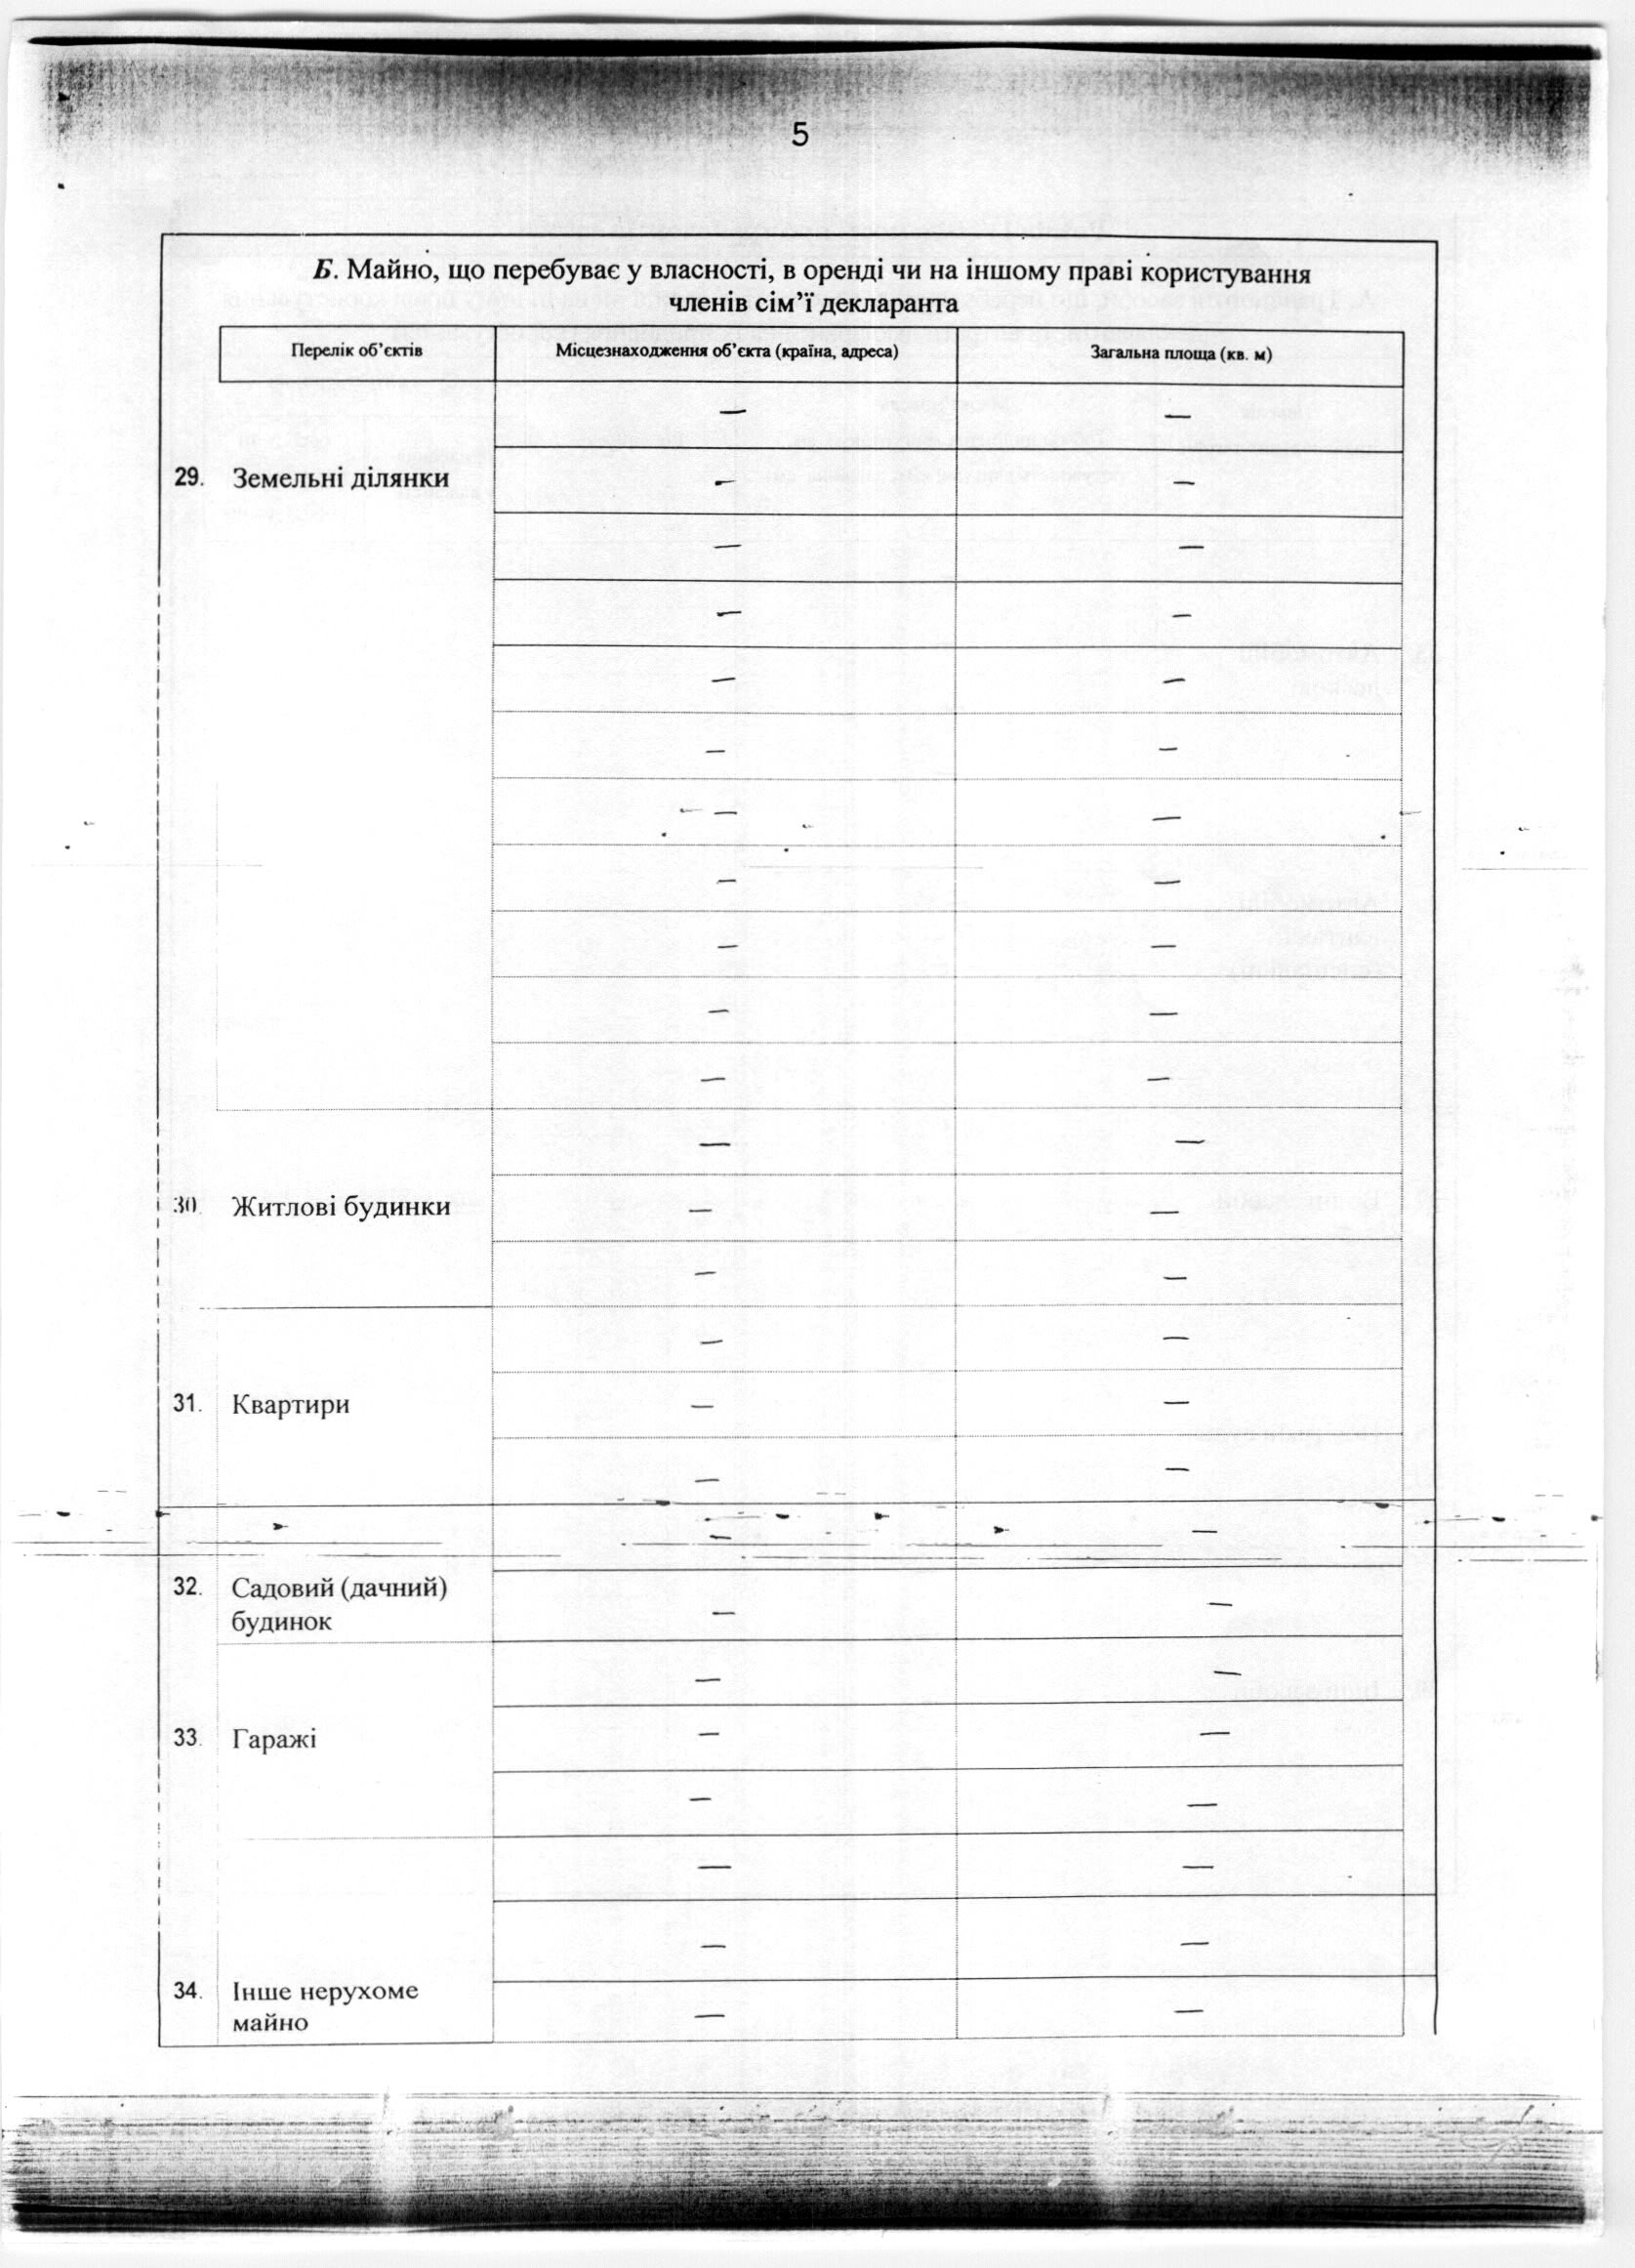 5
Б. Майно, що перебуває у власності, в оренді чи на іншому праві користування
членів сім’ї декларанта
Перелік об’єктів Місцезнаходження об’єкта (країна, адреса) Загальна площа (кв. м)
— —
29. Земельні ділянки — —
— —
— —
— —
— —
— —
— —
— —
— —
— —
— —
30. Житлові будинки — —
— —
— —
31. Квартири — —
— —
— —
32. Садовий (дачний)
будинок — —
— —
33. Гаражі — —
— —
— —
— —
34. Інше нерухоме
майно — —